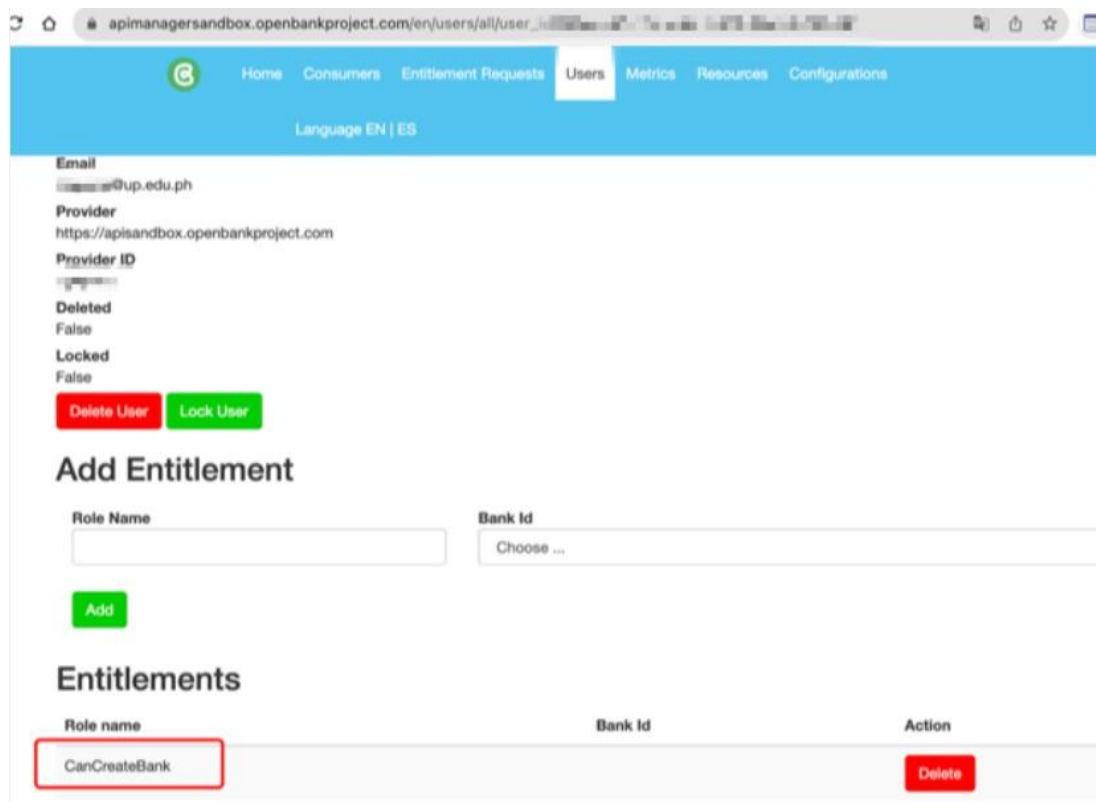 apimanagersandbox.openbankproject.com/en/users/all/user_i
Home Consumers Entitlement Requests Users Metrics Resources Configurations
Language EN | ES
Email
@up.edu.ph
Provider
https://apisandbox.openbankproject.com
Provider ID
Deleted
False
Locked
False
Delete User Lock User
Add Entitlement
Role Name Bank Id
Choose ...
Add
Entitlements
Role name Bank Id Action
CanCreateBank Delete